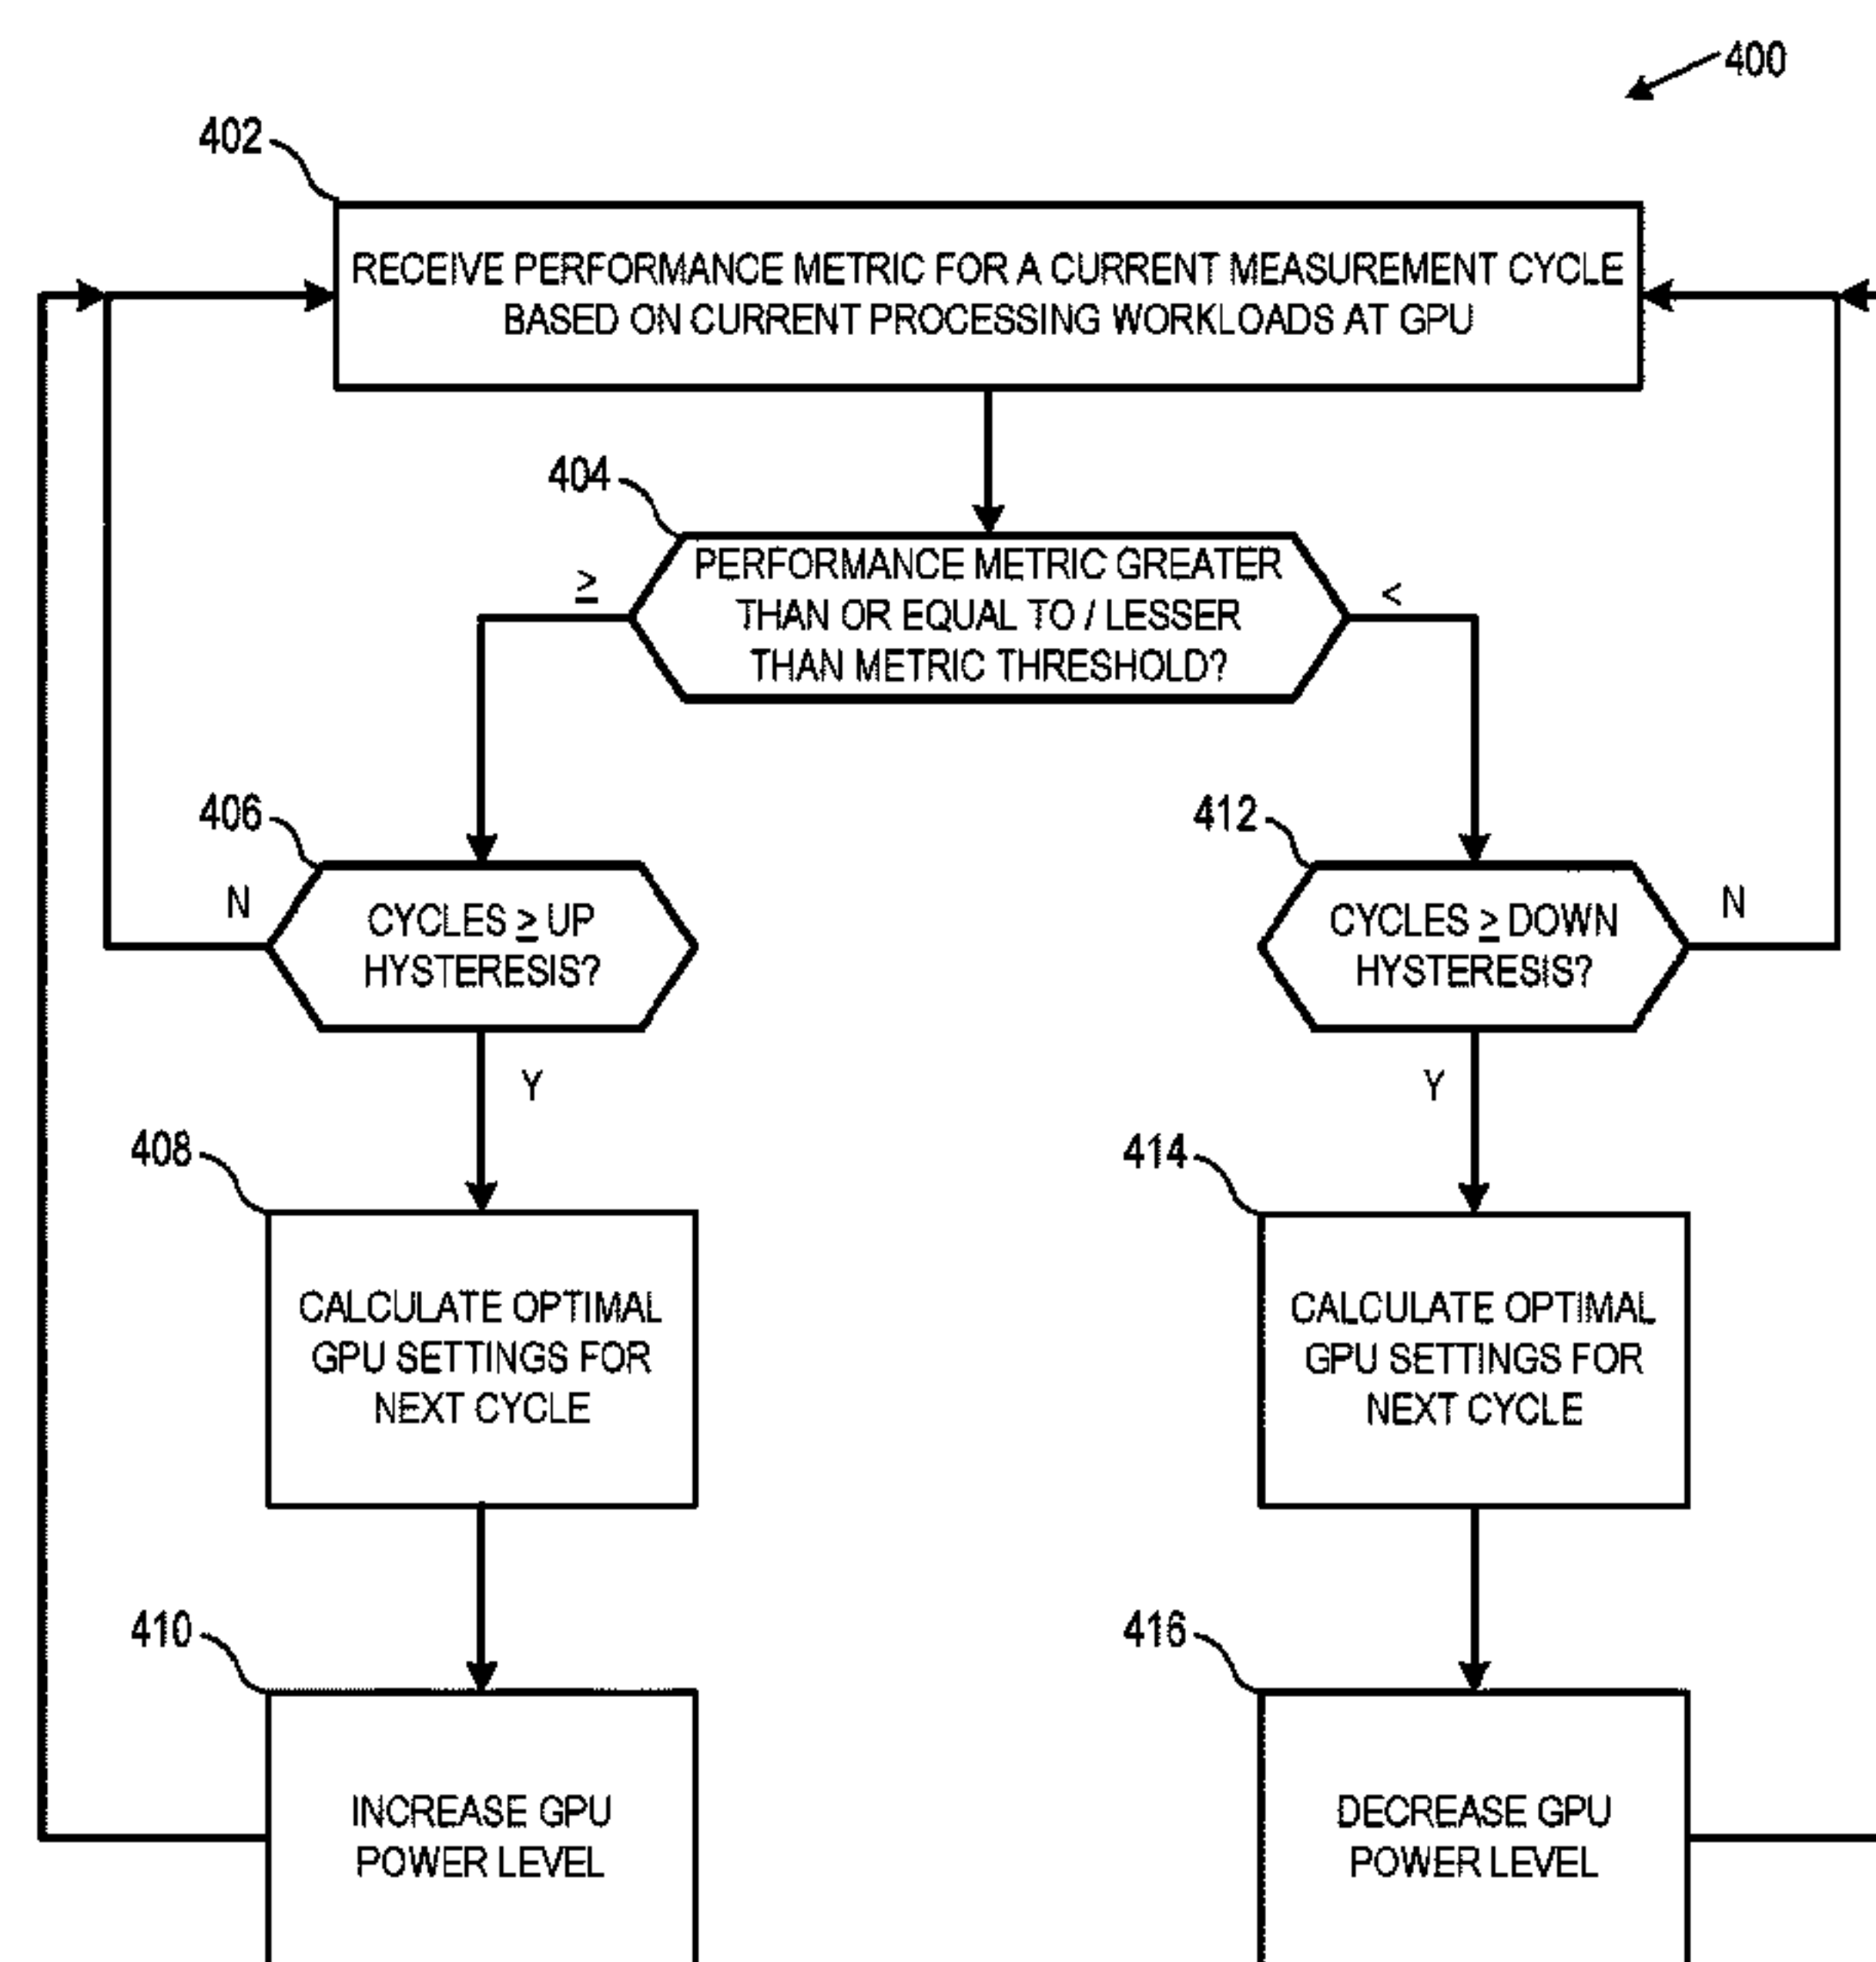 400
402
RECEIVE PERFORMANCE METRIC FOR A CURRENT MEASUREMENT CYCLE
BASED ON CURRENT PROCESSING WORKLOADS AT GPU
404
≥
PERFORMANCE METRIC GREATER
THAN OR EQUAL TO / LESSER
THAN METRIC THRESHOLD?
<
406
N
CYCLES ≥ UP
HYSTERESIS?
Y
412
CYCLES ≥ DOWN
HYSTERESIS?
N
Y
408
CALCULATE OPTIMAL
GPU SETTINGS FOR
NEXT CYCLE
414
CALCULATE OPTIMAL
GPU SETTINGS FOR
NEXT CYCLE
410
INCREASE GPU
POWER LEVEL
416
DECREASE GPU
POWER LEVEL